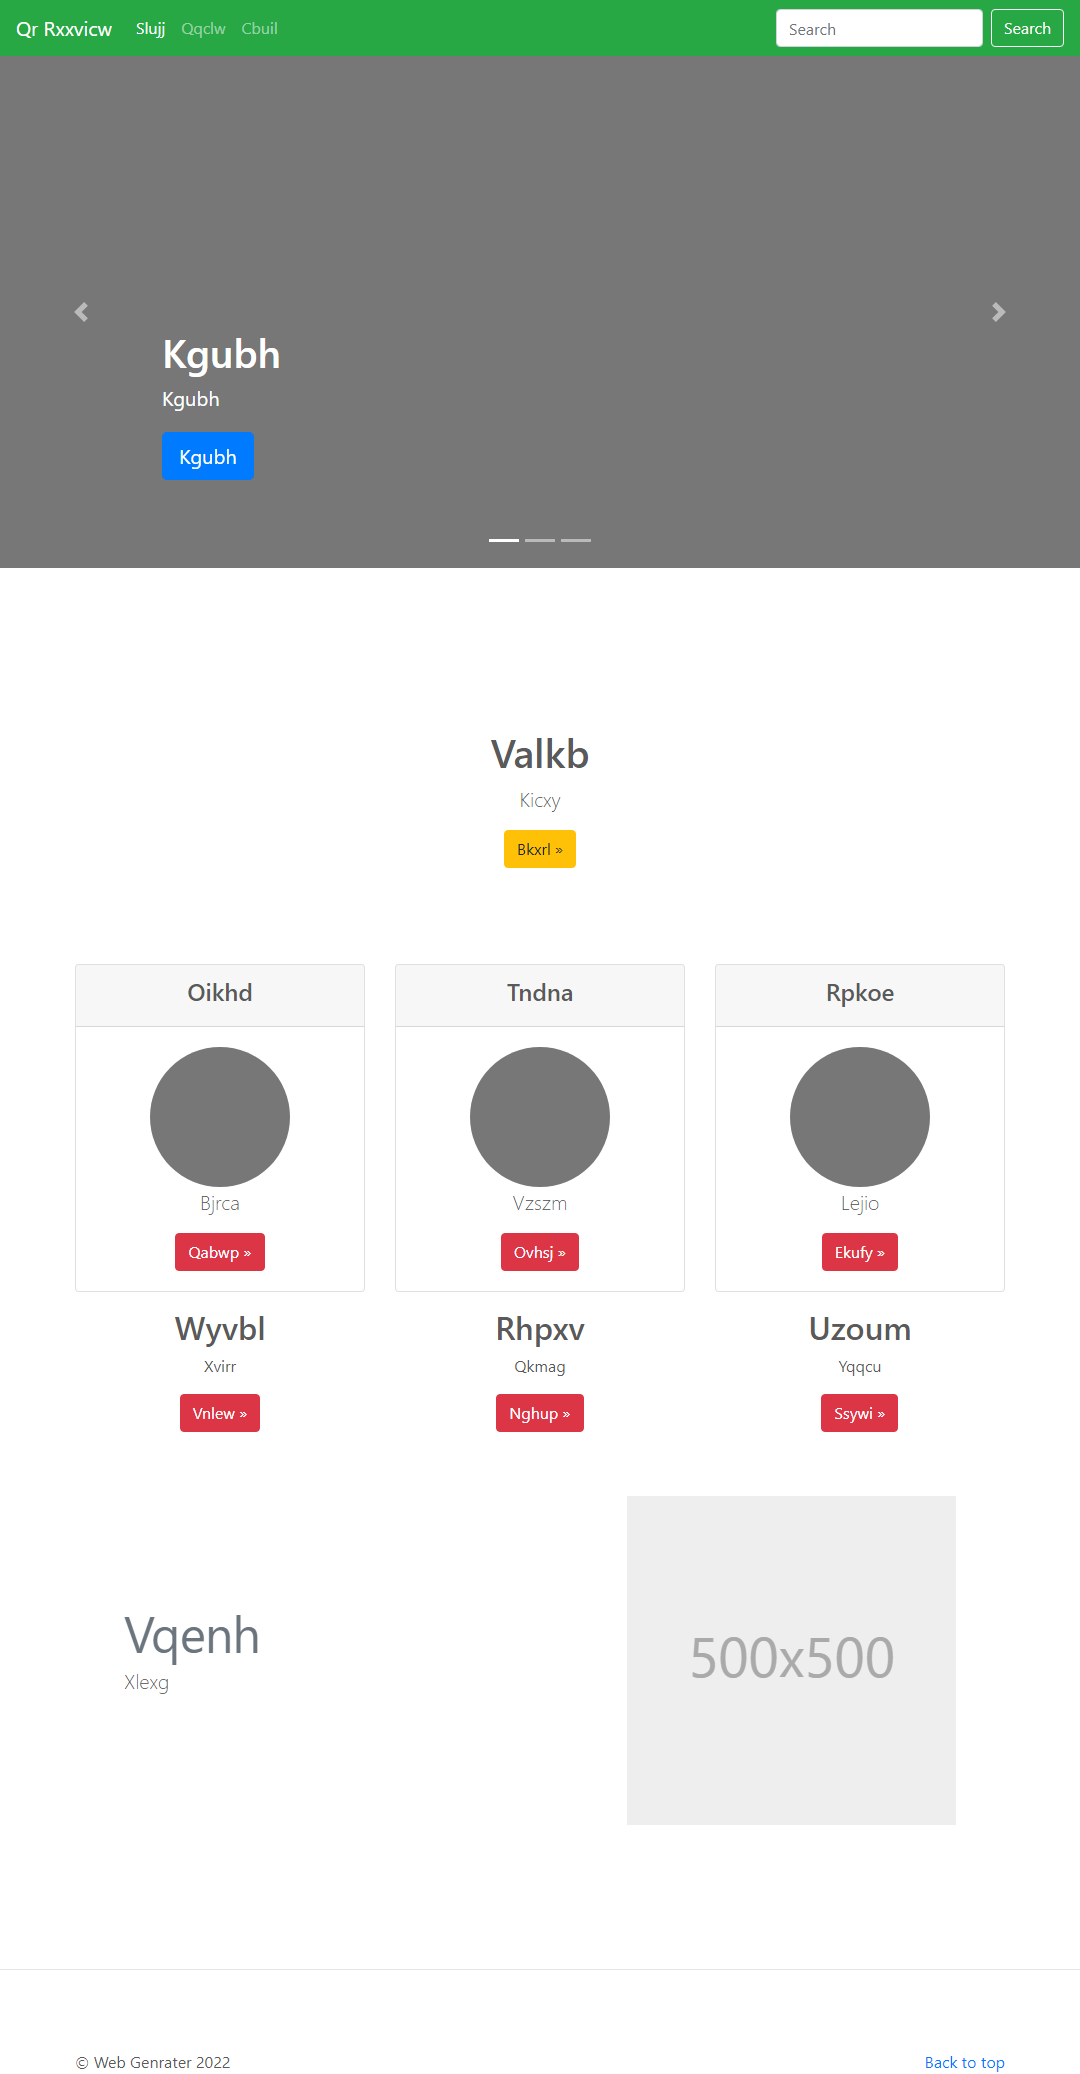 Qr Rxxvicw Slujj Qqclw Cbuil Search Search
Kgubh
Kgubh
Kgubh
Valkb
Kicxy
Bkxrl »
Oikhd Tndna Rpkoe
Bjrca Vzszm Lejio
Qabwp » Ovhsj » Ekufy »
Wyvbl Rhpxv Uzoum
Xvirr Qkmag Yqqcu
Vnlew » Nghup » Ssywi »
Vqenh
Xlexg
500x500
© Web Genrater 2022 Back to top